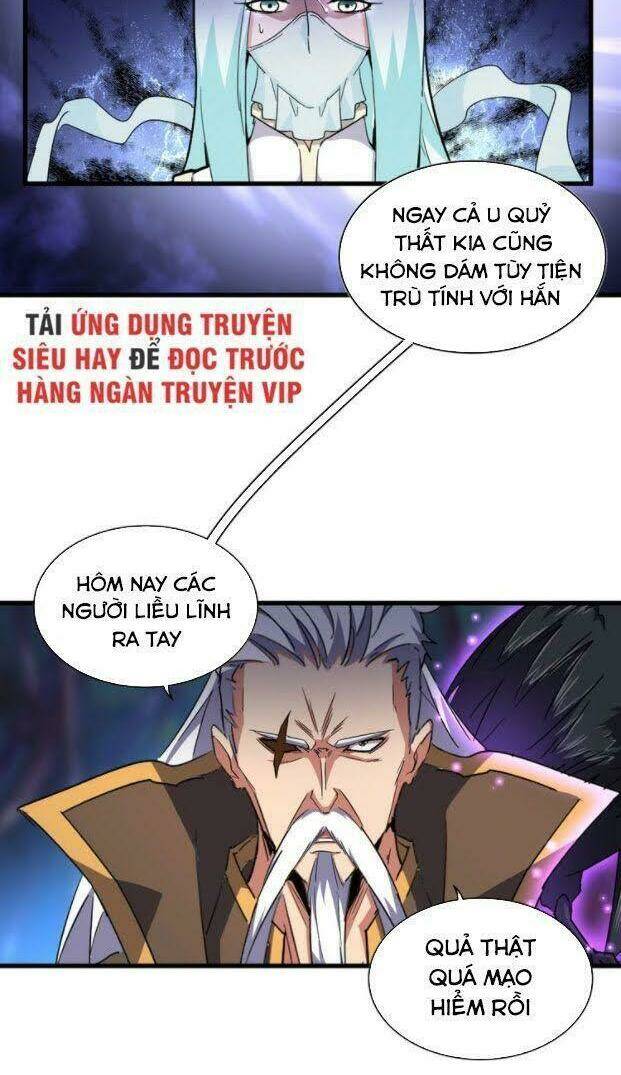 NGAY CẢ U QUỶ
THẤT KIA CŨNG
KHÔNG DÁM TÙY TIỆN
TRÙ TÍNH VỚI HẮN
TẢI ỨNG DỤNG TRUYỆN
SIÊU HAY ĐỂ ĐỌC TRƯỚC
HÀNG NGÀN TRUYỆN VIP
HÔM NAY CÁC
NGƯỜI LIỀU LĨNH
RA TAY
QUẢ THẬT
QUÁ MẠO
HIỂM RỒI